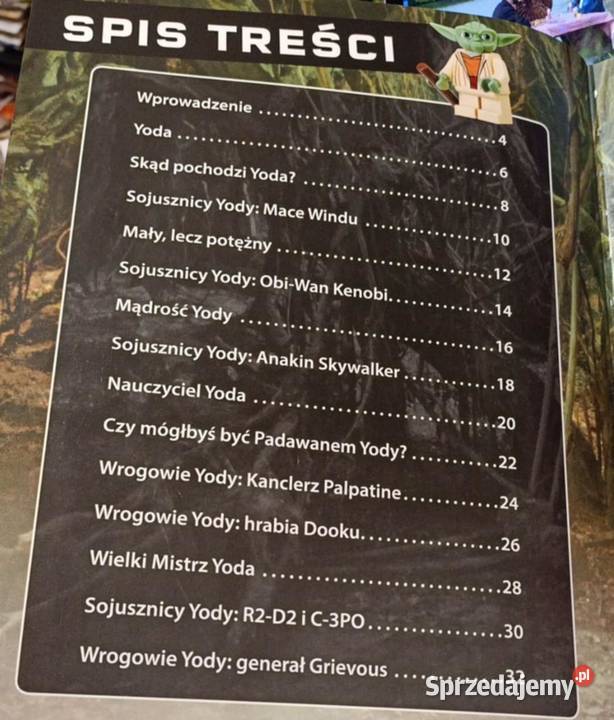 SPIS TREŚCI
Wprowadzenie ........................ 4
Yoda ........................ 6
Skąd pochodzi Yoda? ........................ 8
Sojusznicy Yody: Mace Windu ........................ 10
Mały, lecz potężny ........................ 12
Sojusznicy Yody: Obi-Wan Kenobi ........................ 14
Mądrość Yody ........................ 16
Sojusznicy Yody: Anakin Skywalker ........................ 18
Nauczyciel Yoda ........................ 20
Czy mógłbyś być Padawanem Yody? ........................ 22
Wrogowie Yody: Kanclerz Palpatine ........................ 24
Wrogowie Yody: hrabia Dooku ........................ 26
Wielki Mistrz Yoda ........................ 28
Sojusznicy Yody: R2-D2 i C-3PO ........................ 30
Wrogowie Yody: generał Grievous ........................ 32
Sprzedajemy.pl